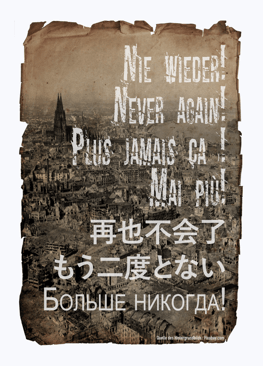 Nie wieder!
Never again!
Plus jamais ça !
Mai più!
再也不会了
もう二度とない
Больше никогда!